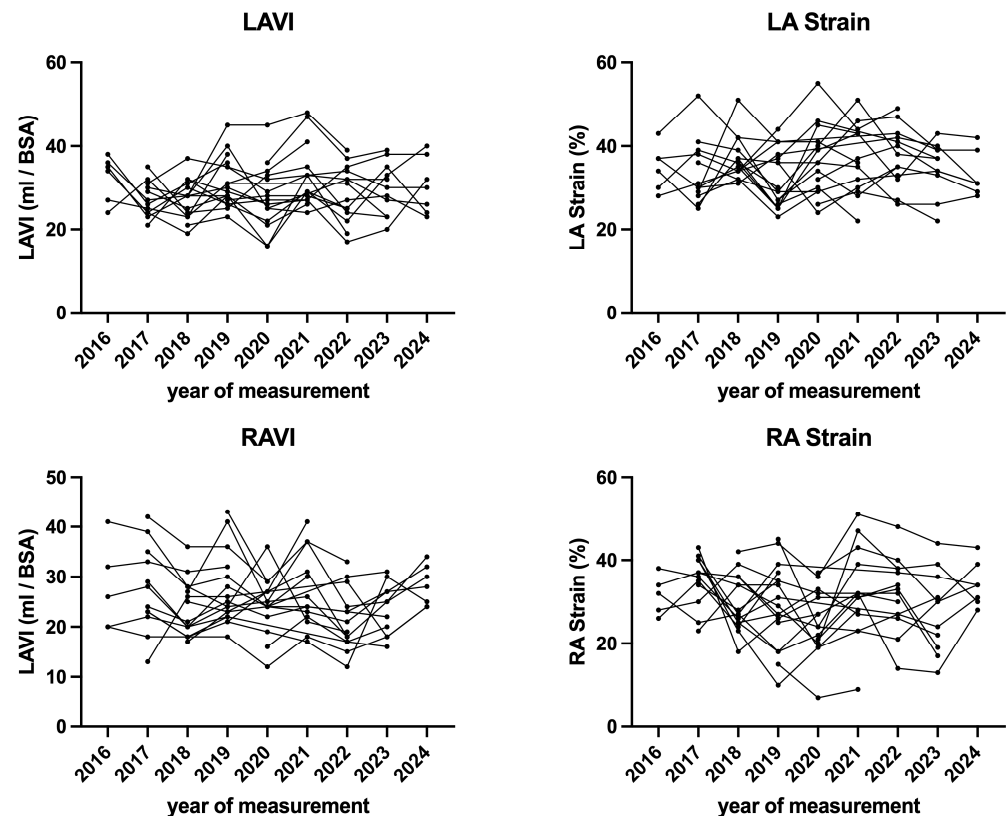 LAVI
LAVI (ml / BSA)
60
40
20
0
2016 2017 2018 2019 2020 2021 2022 2023 2024
year of measurement
LA Strain
LA Strain (%)
60
40
20
0
2016 2017 2018 2019 2020 2021 2022 2023 2024
year of measurement
RAVI
LAVI (ml / BSA)
50
40
30
20
10
0
2016 2017 2018 2019 2020 2021 2022 2023 2024
year of measurement
RA Strain
RA Strain (%)
60
40
20
0
2016 2017 2018 2019 2020 2021 2022 2023 2024
year of measurement